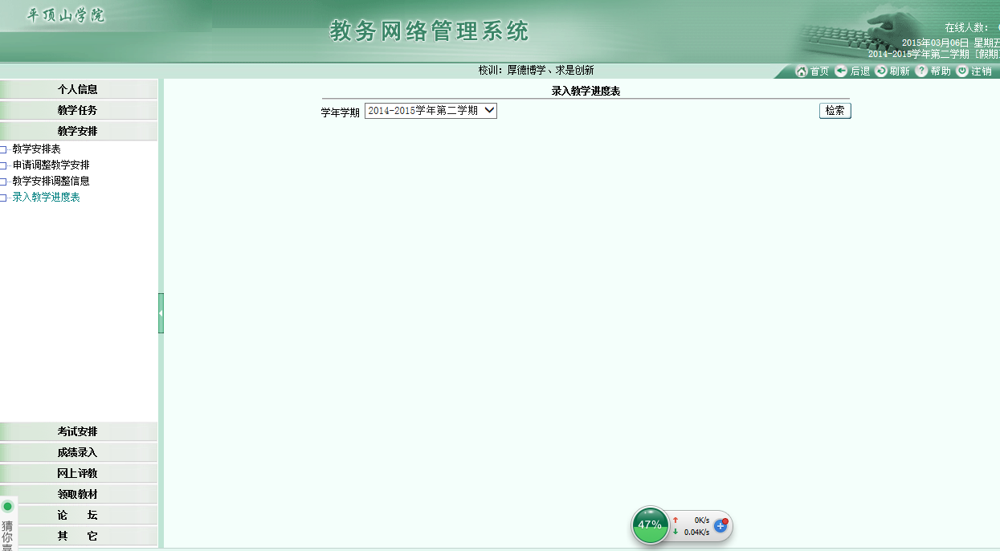 平顶山学院
教务网络管理系统
在线人数：
2015年03月06日 星期五
2014-2015学年第二学期 [假期]
校训：厚德博学、求是创新
首页 后退 刷新 帮助 注销
个人信息
教学任务
教学安排
教学安排表
申请调整教学安排
教学安排调整信息
录入教学进度表
录入教学进度表
学年学期 2014-2015学年第二学期 检索
考试安排
成绩录入
网上评教
领取教材
论 坛
其 它
猜你喜
47%
0K/s
0.04K/s